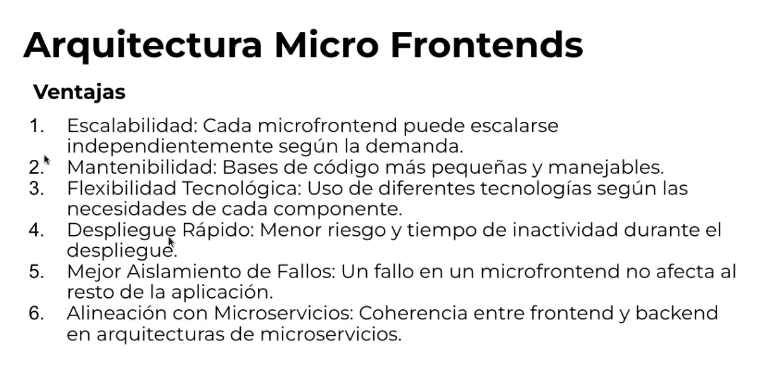 Arquitectura Micro Frontends
Ventajas
1. Escalabilidad: Cada microfrontend puede escalarse
independientemente según la demanda.
2. Mantenibilidad: Bases de código más pequeñas y manejables.
3. Flexibilidad Tecnológica: Uso de diferentes tecnologías según las
necesidades de cada componente.
4. Despliegue Rápido: Menor riesgo y tiempo de inactividad durante el
despliegue.
5. Mejor Aislamiento de Fallos: Un fallo en un microfrontend no afecta al
resto de la aplicación.
6. Alineación con Microservicios: Coherencia entre frontend y backend
en arquitecturas de microservicios.